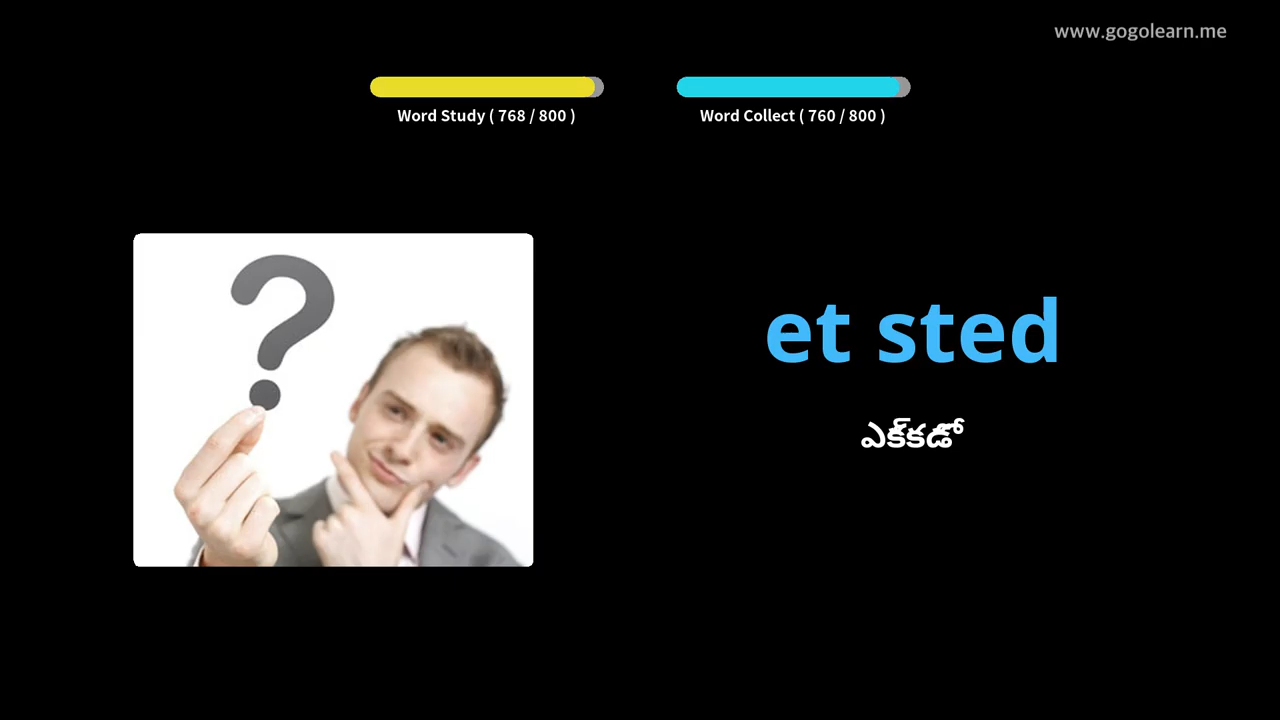 www.gogolearn.me
Word Study ( 768 / 800 )
Word Collect ( 760 / 800 )
et sted
ఎక్కడో